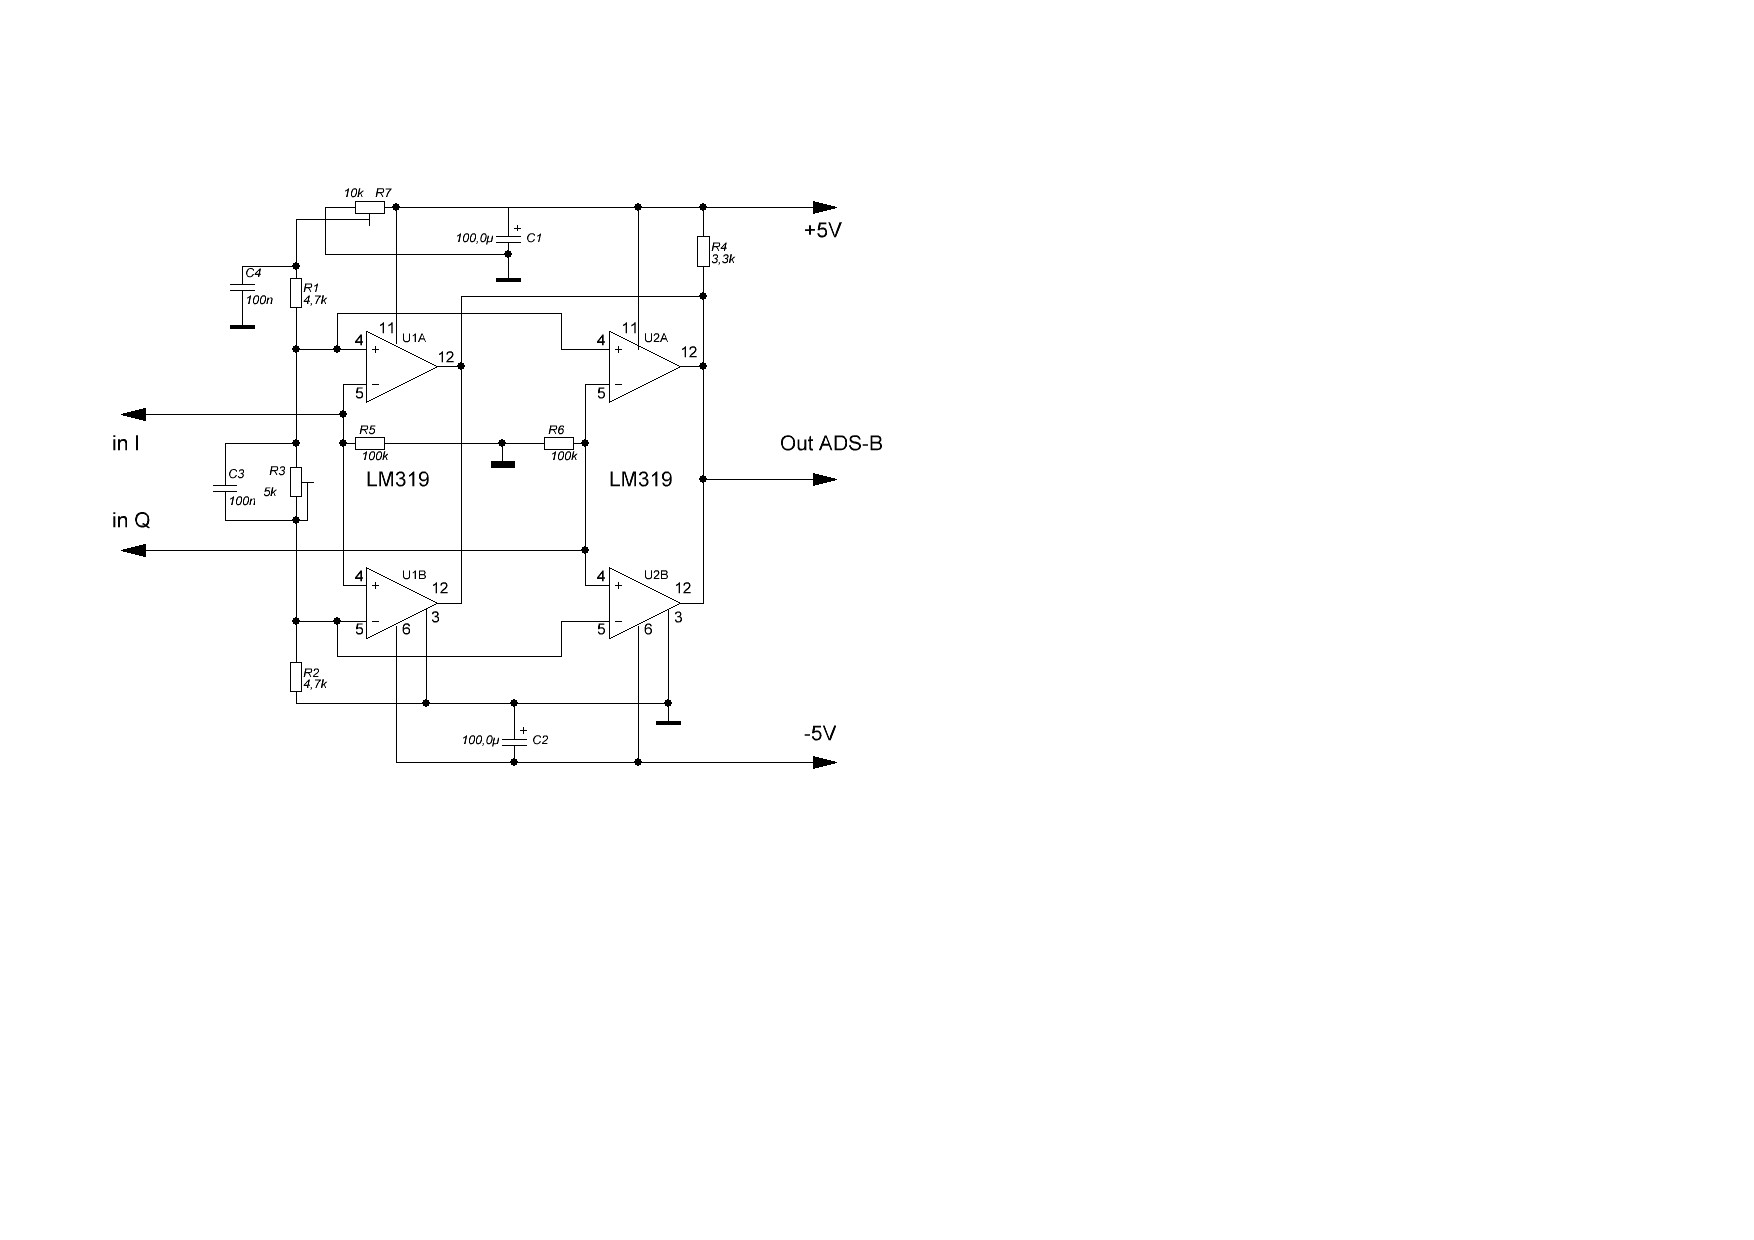 10k R7
+5V
100,0µ + C1
R4
3,3k
C4
100n
R1
4,7k
11 U1A
4 + 12
5 −
11 U2A
4 + 12
5 −
in I
R5
100k
R6
100k
Out ADS-B
C3
100n
R3
5k
LM319
LM319
in Q
4 + U1B 12
5 − 6 3
4 + U2B 12
5 − 6 3
R2
4,7k
100,0µ + C2
-5V